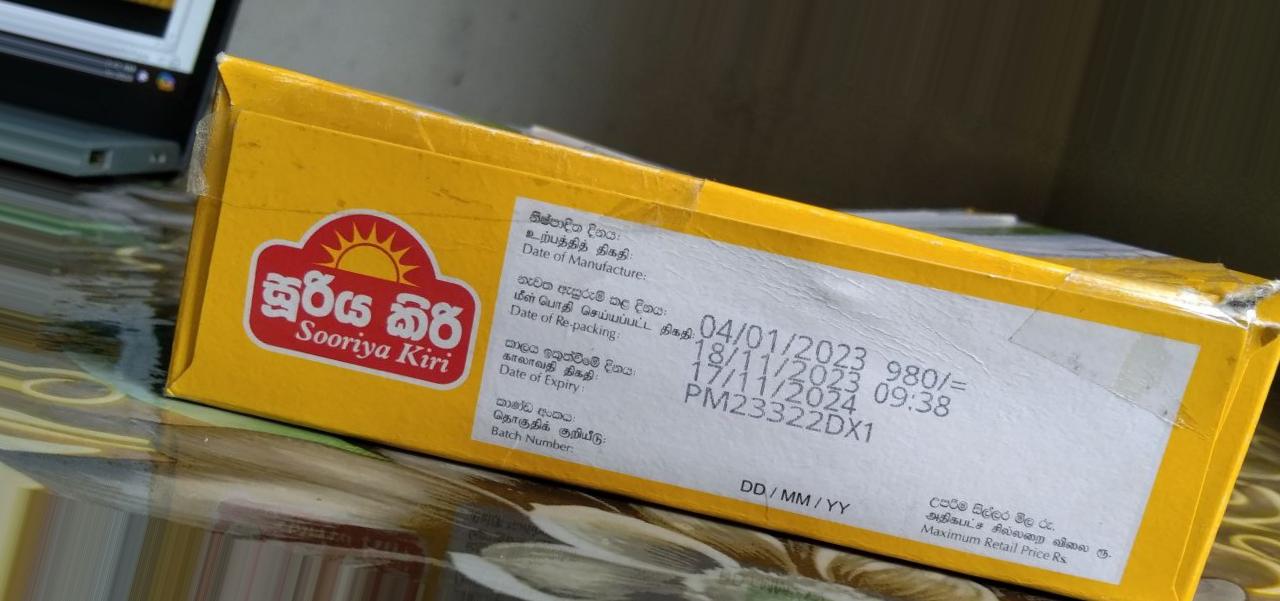 සූරිය කිරි
Sooriya Kiri
නිෂ්පාදිත දිනය:
உற்பத்தித் திகதி:
Date of Manufacture:
නැවත ඇසුරුම් කළ දිනය:
மீள் பொதி செய்யப்பட்ட திகதி:
Date of Re-packing:
කාලය ඉකුත්වීමේ දිනය:
காலாவதி திகதி:
Date of Expiry:
කාණ්ඩ අංකය:
தொகுதிக் குறியீடு:
Batch Number:
04/01/2023 980/=
18/11/2023 09:38
17/11/2024
PM23322DX1
DD / MM / YY
උපරිම සිල්ලර මිල රු.
அதிகபட்ச சில்லறை விலை ரூ.
Maximum Retail Price Rs.